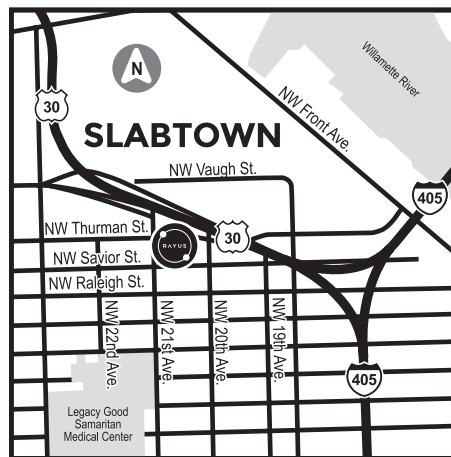 Willamette
River
N
30
NW Front Ave.
SLABTOWN
NW Vaugh St.
405
NW Thurman St.
RAYUS
30
NW Savior St.
NW Raleigh St.
NW 22nd Ave.
NW 21st Ave.
NW 20th Ave.
NW 19th Ave.
405
Legacy Good
Samaritan
Medical Center